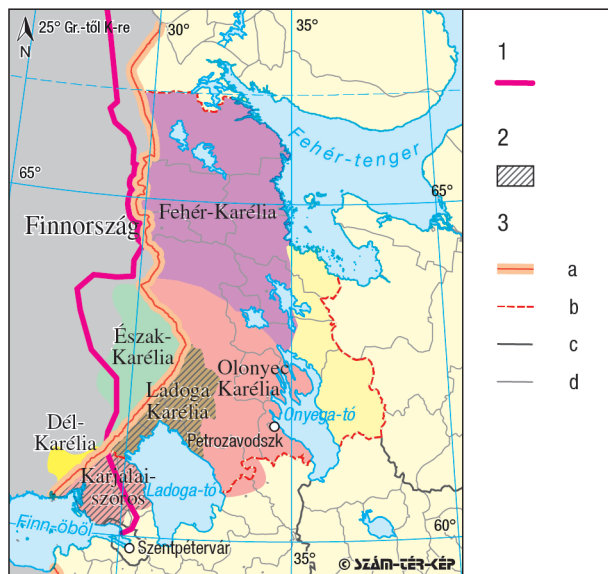 25° Gr.-től K-re
30°
35°
N
1
Fehér-tenger
2
65°
65°
Fehér-Karélia
Finnország
3
a
b
Észak-
Karélia
Olonyec
Karélia
c
Ladoga
Karélia
d
Onyega-tó
Dél-
Karélia
Petrozavodszk
Karjalai-
szoros
Ladoga-tó
Finn-öböl
60°
Szentpétervár
35°
© SZÁM-TÉR-KÉP